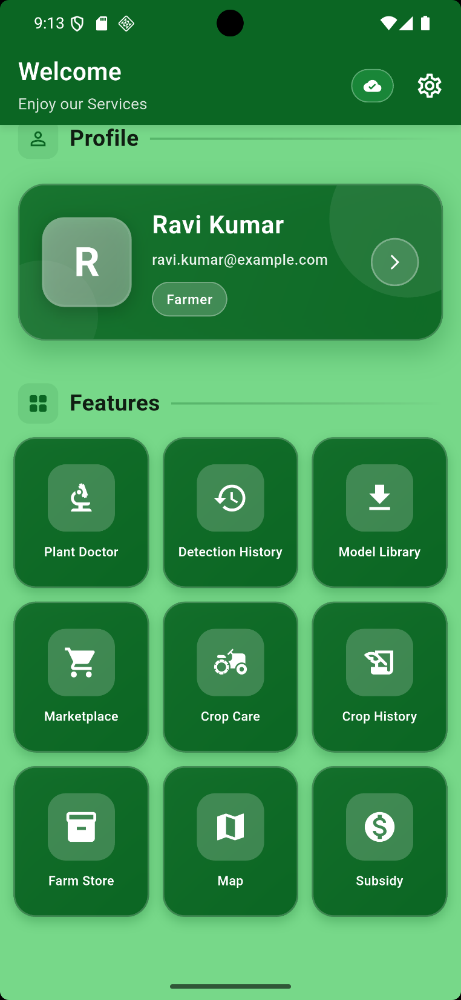 9:13
Welcome
Enjoy our Services
Profile
R
Ravi Kumar
ravi.kumar@example.com
Farmer
Features
Plant Doctor
Detection History
Model Library
Marketplace
Crop Care
Crop History
Farm Store
Map
Subsidy